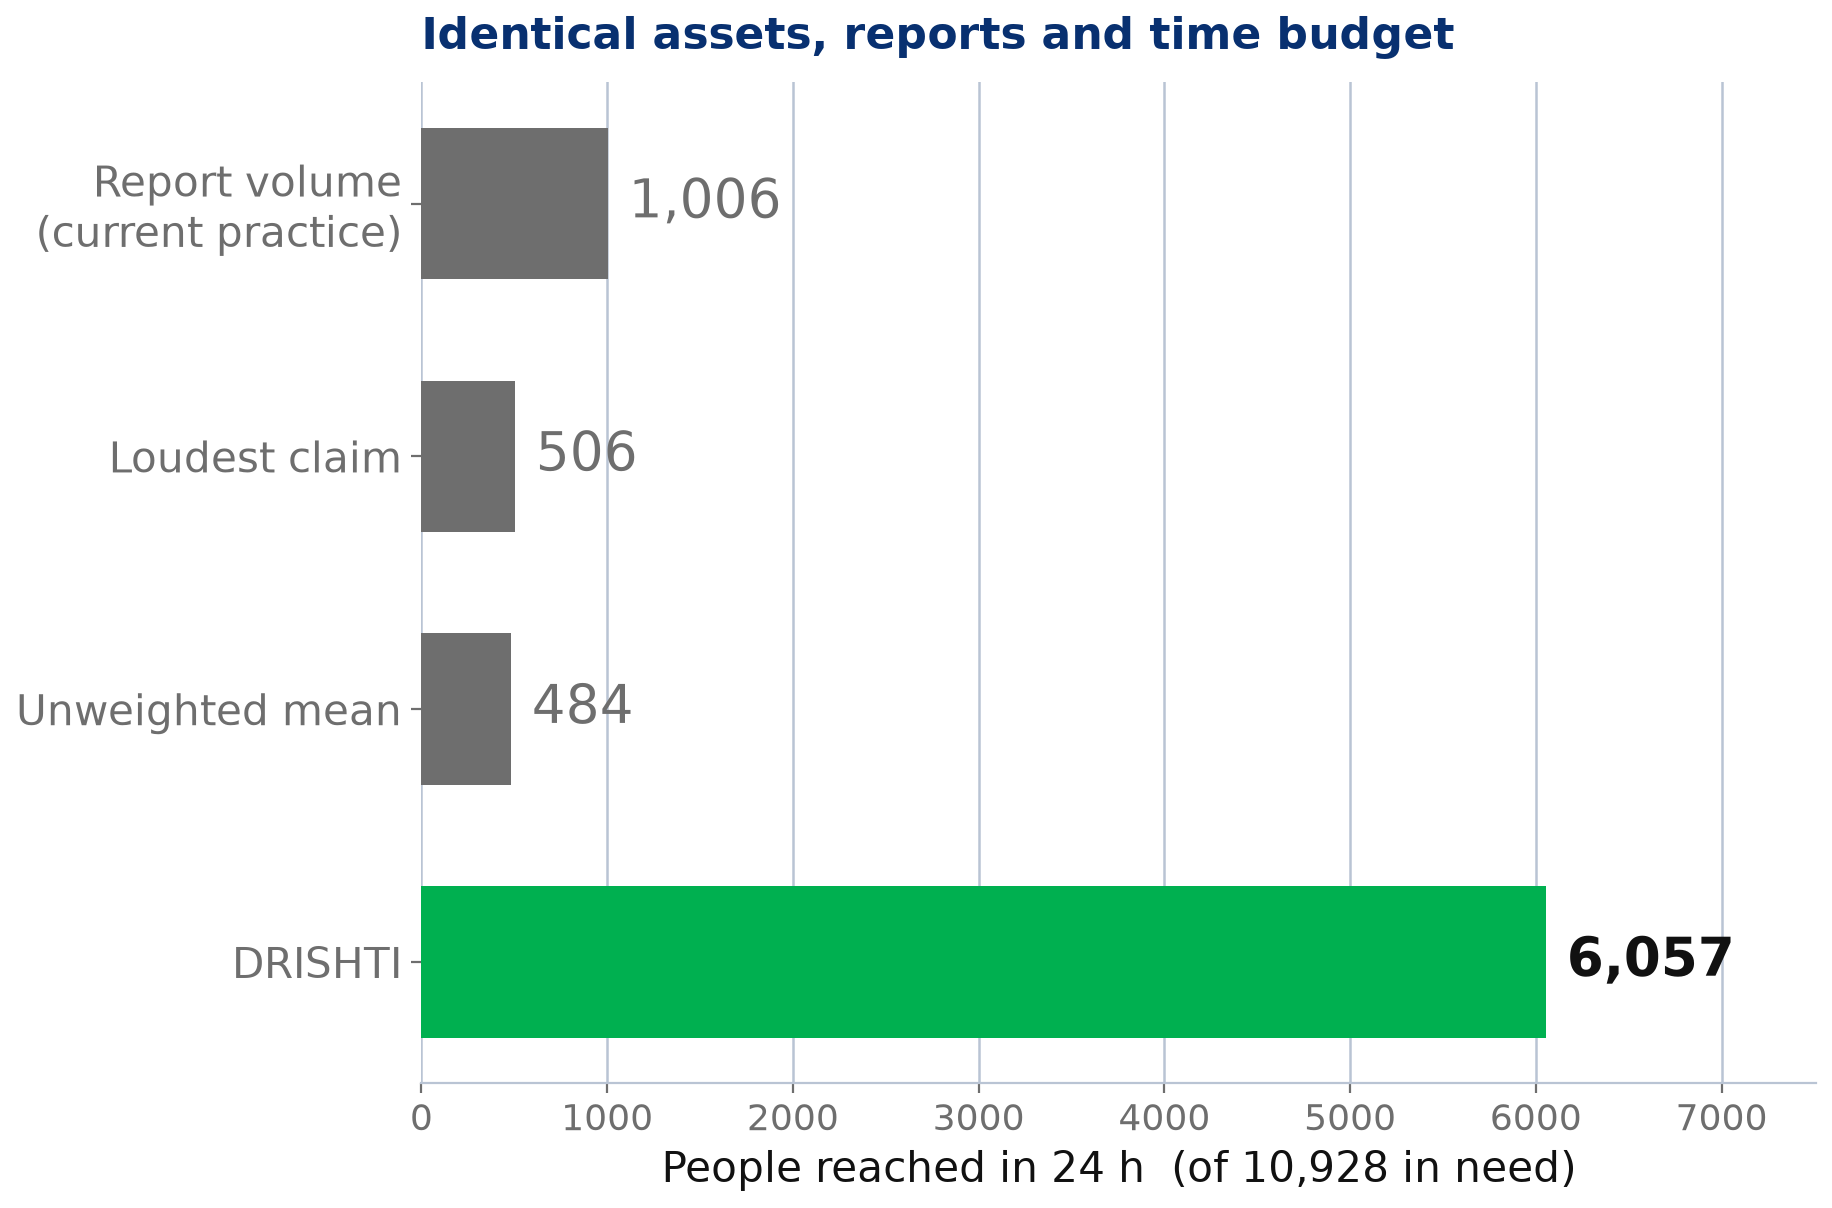 Identical assets, reports and time budget
Report volume
(current practice)
1,006
Loudest claim
506
Unweighted mean
484
DRISHTI
6,057
0 1000 2000 3000 4000 5000 6000 7000
People reached in 24 h  (of 10,928 in need)